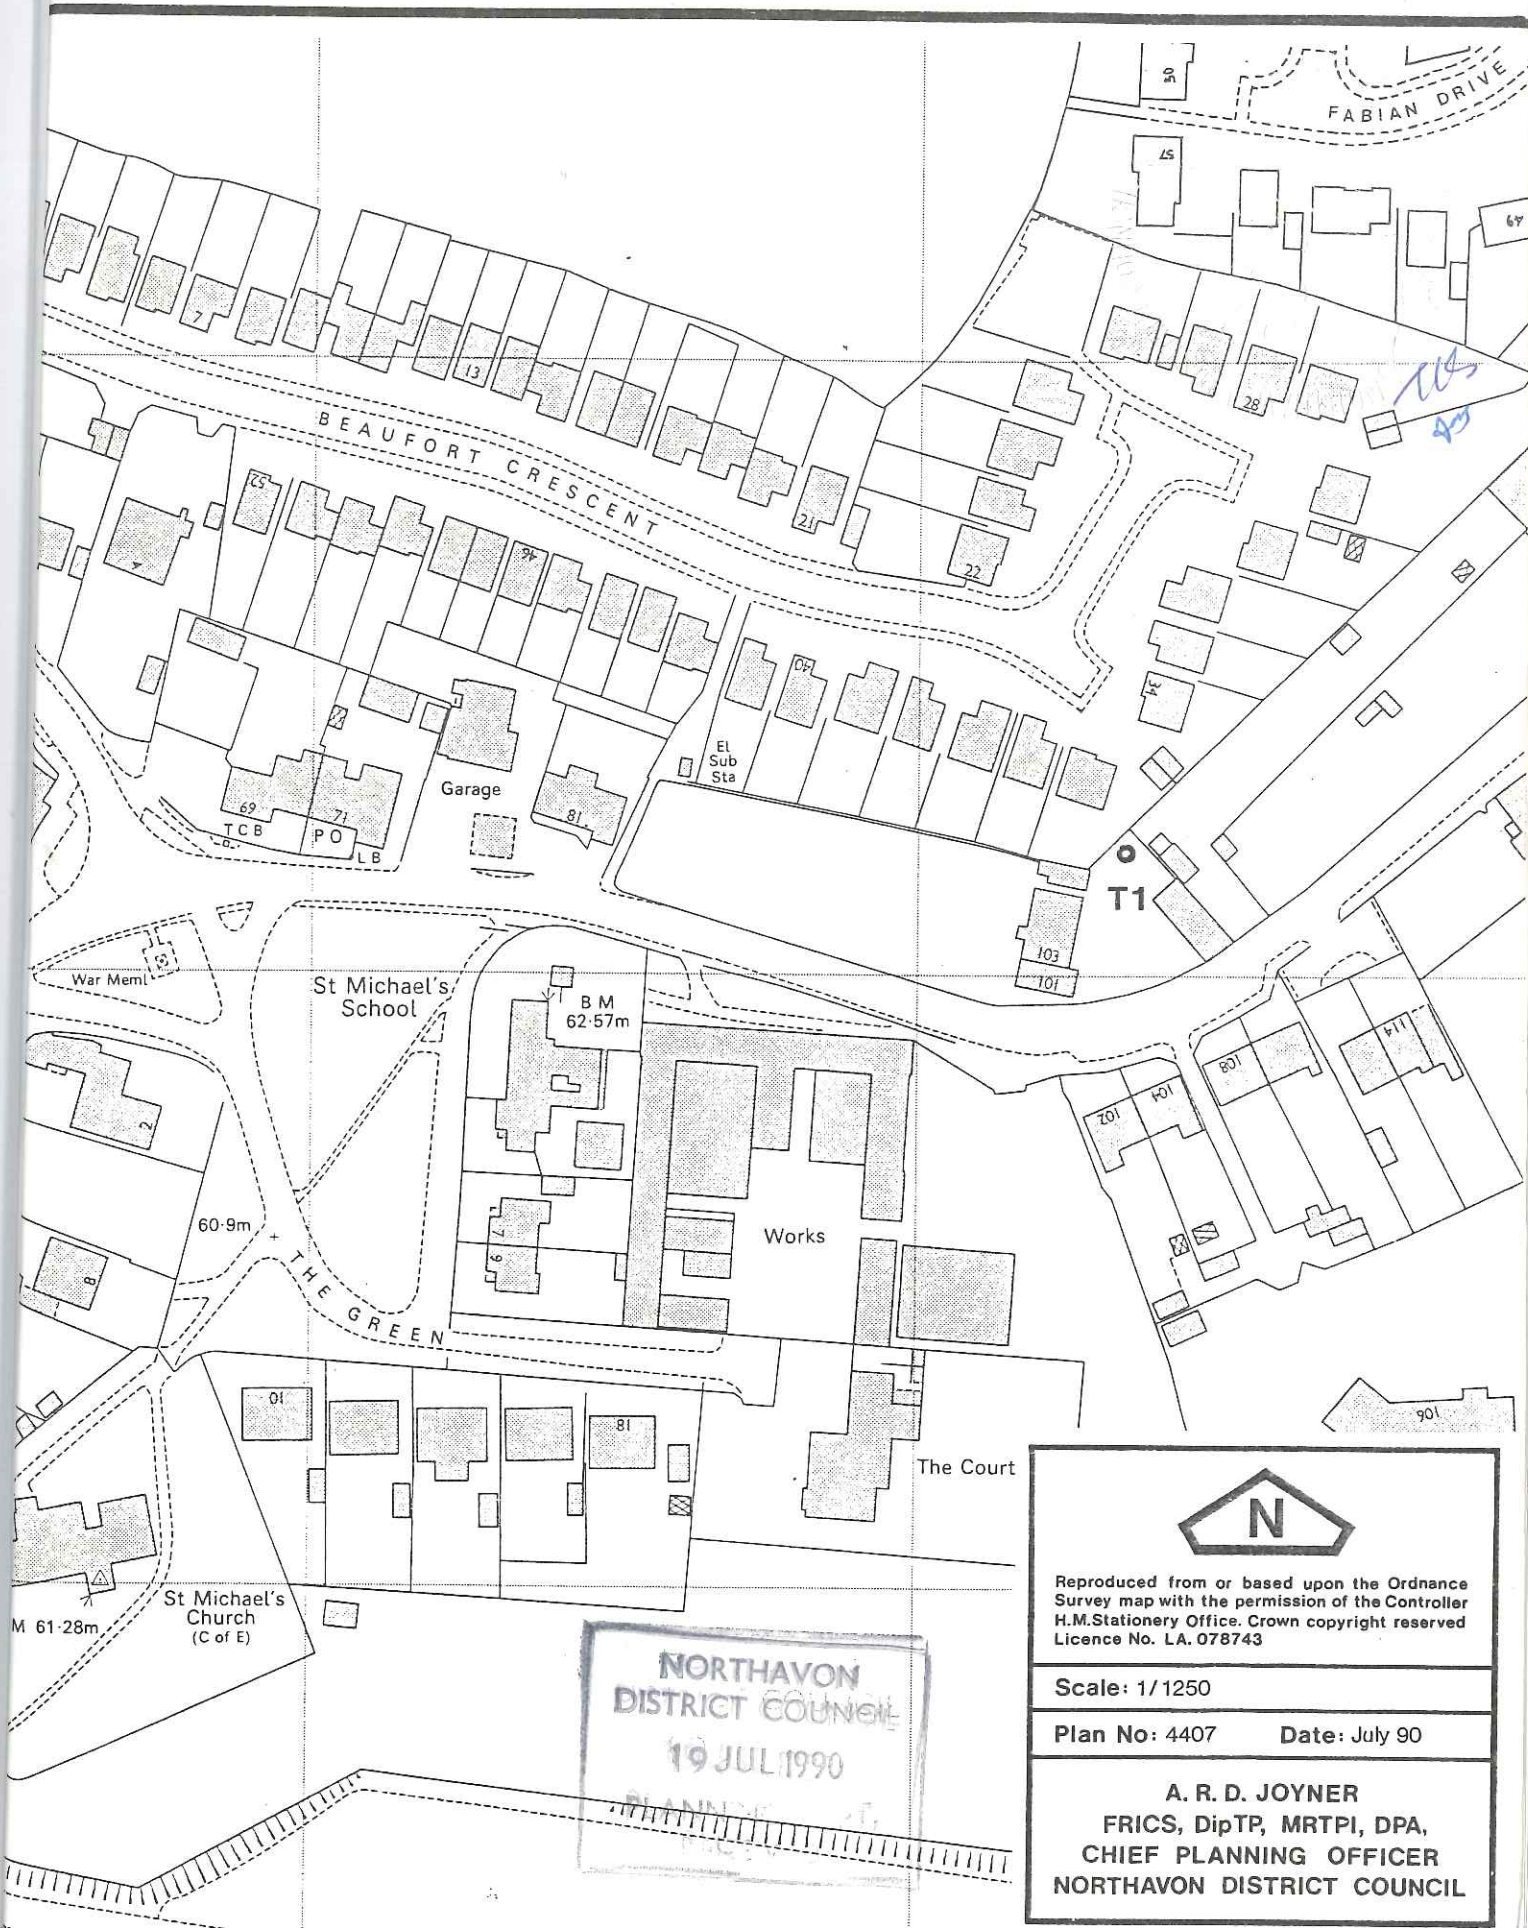 50
FABIAN DRIVE
57
49
7
13
28
BEAUFORT CRESCENT
52
21
46
22
4
40
34
El
Sub
Sta
Garage
69
71
81
TCB
PO
LB
T1
103
101
War Meml
St Michael's
School
B M
62·57m
114
108
104
102
2
60·9m
7
6
Works
8
THE GREEN
10
18
106
The Court
St Michael's
Church
(C of E)
M 61·28m
N
Reproduced from or based upon the Ordnance
Survey map with the permission of the Controller
H.M.Stationery Office. Crown copyright reserved
Licence No. LA. 078743
Scale: 1/1250
Plan No: 4407 Date: July 90
A. R. D. JOYNER
FRICS, DipTP, MRTPI, DPA,
CHIEF PLANNING OFFICER
NORTHAVON DISTRICT COUNCIL
NORTHAVON
DISTRICT COUNCIL
19 JUL 1990